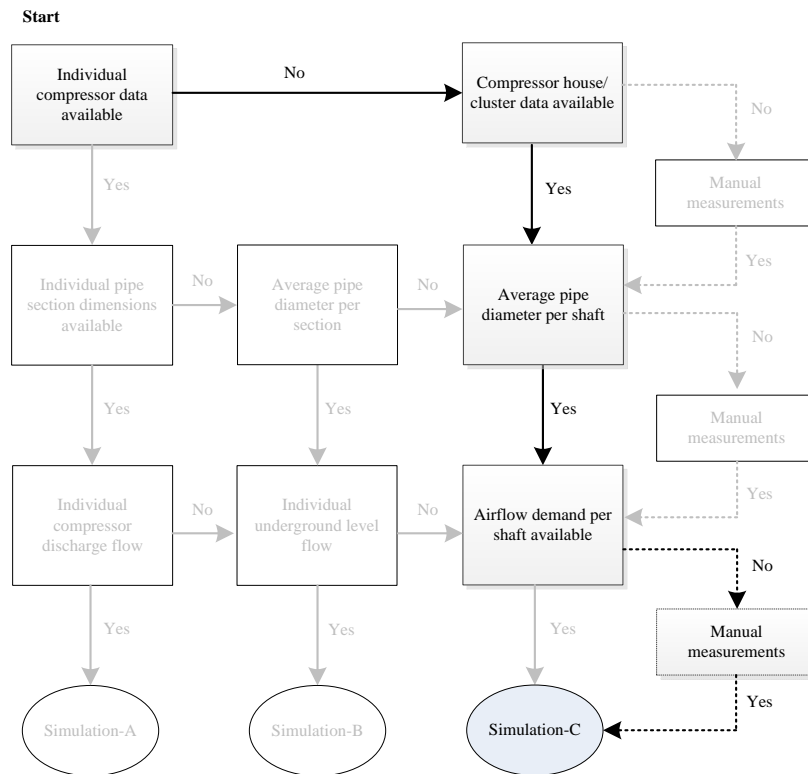 Start
Individual
compressor data
available
No
Compressor house/
cluster data available
No
Yes
Yes
Manual
measurements
Yes
Individual pipe
section dimensions
available
No
Average pipe
diameter per
section
No
Average pipe
diameter per shaft
No
Yes
Yes
Yes
Manual
measurements
Yes
Individual
compressor
discharge flow
No
Individual
underground level
flow
No
Airflow demand per
shaft available
No
Yes
Yes
Yes
Manual
measurements
Yes
Simulation-A
Simulation-B
Simulation-C